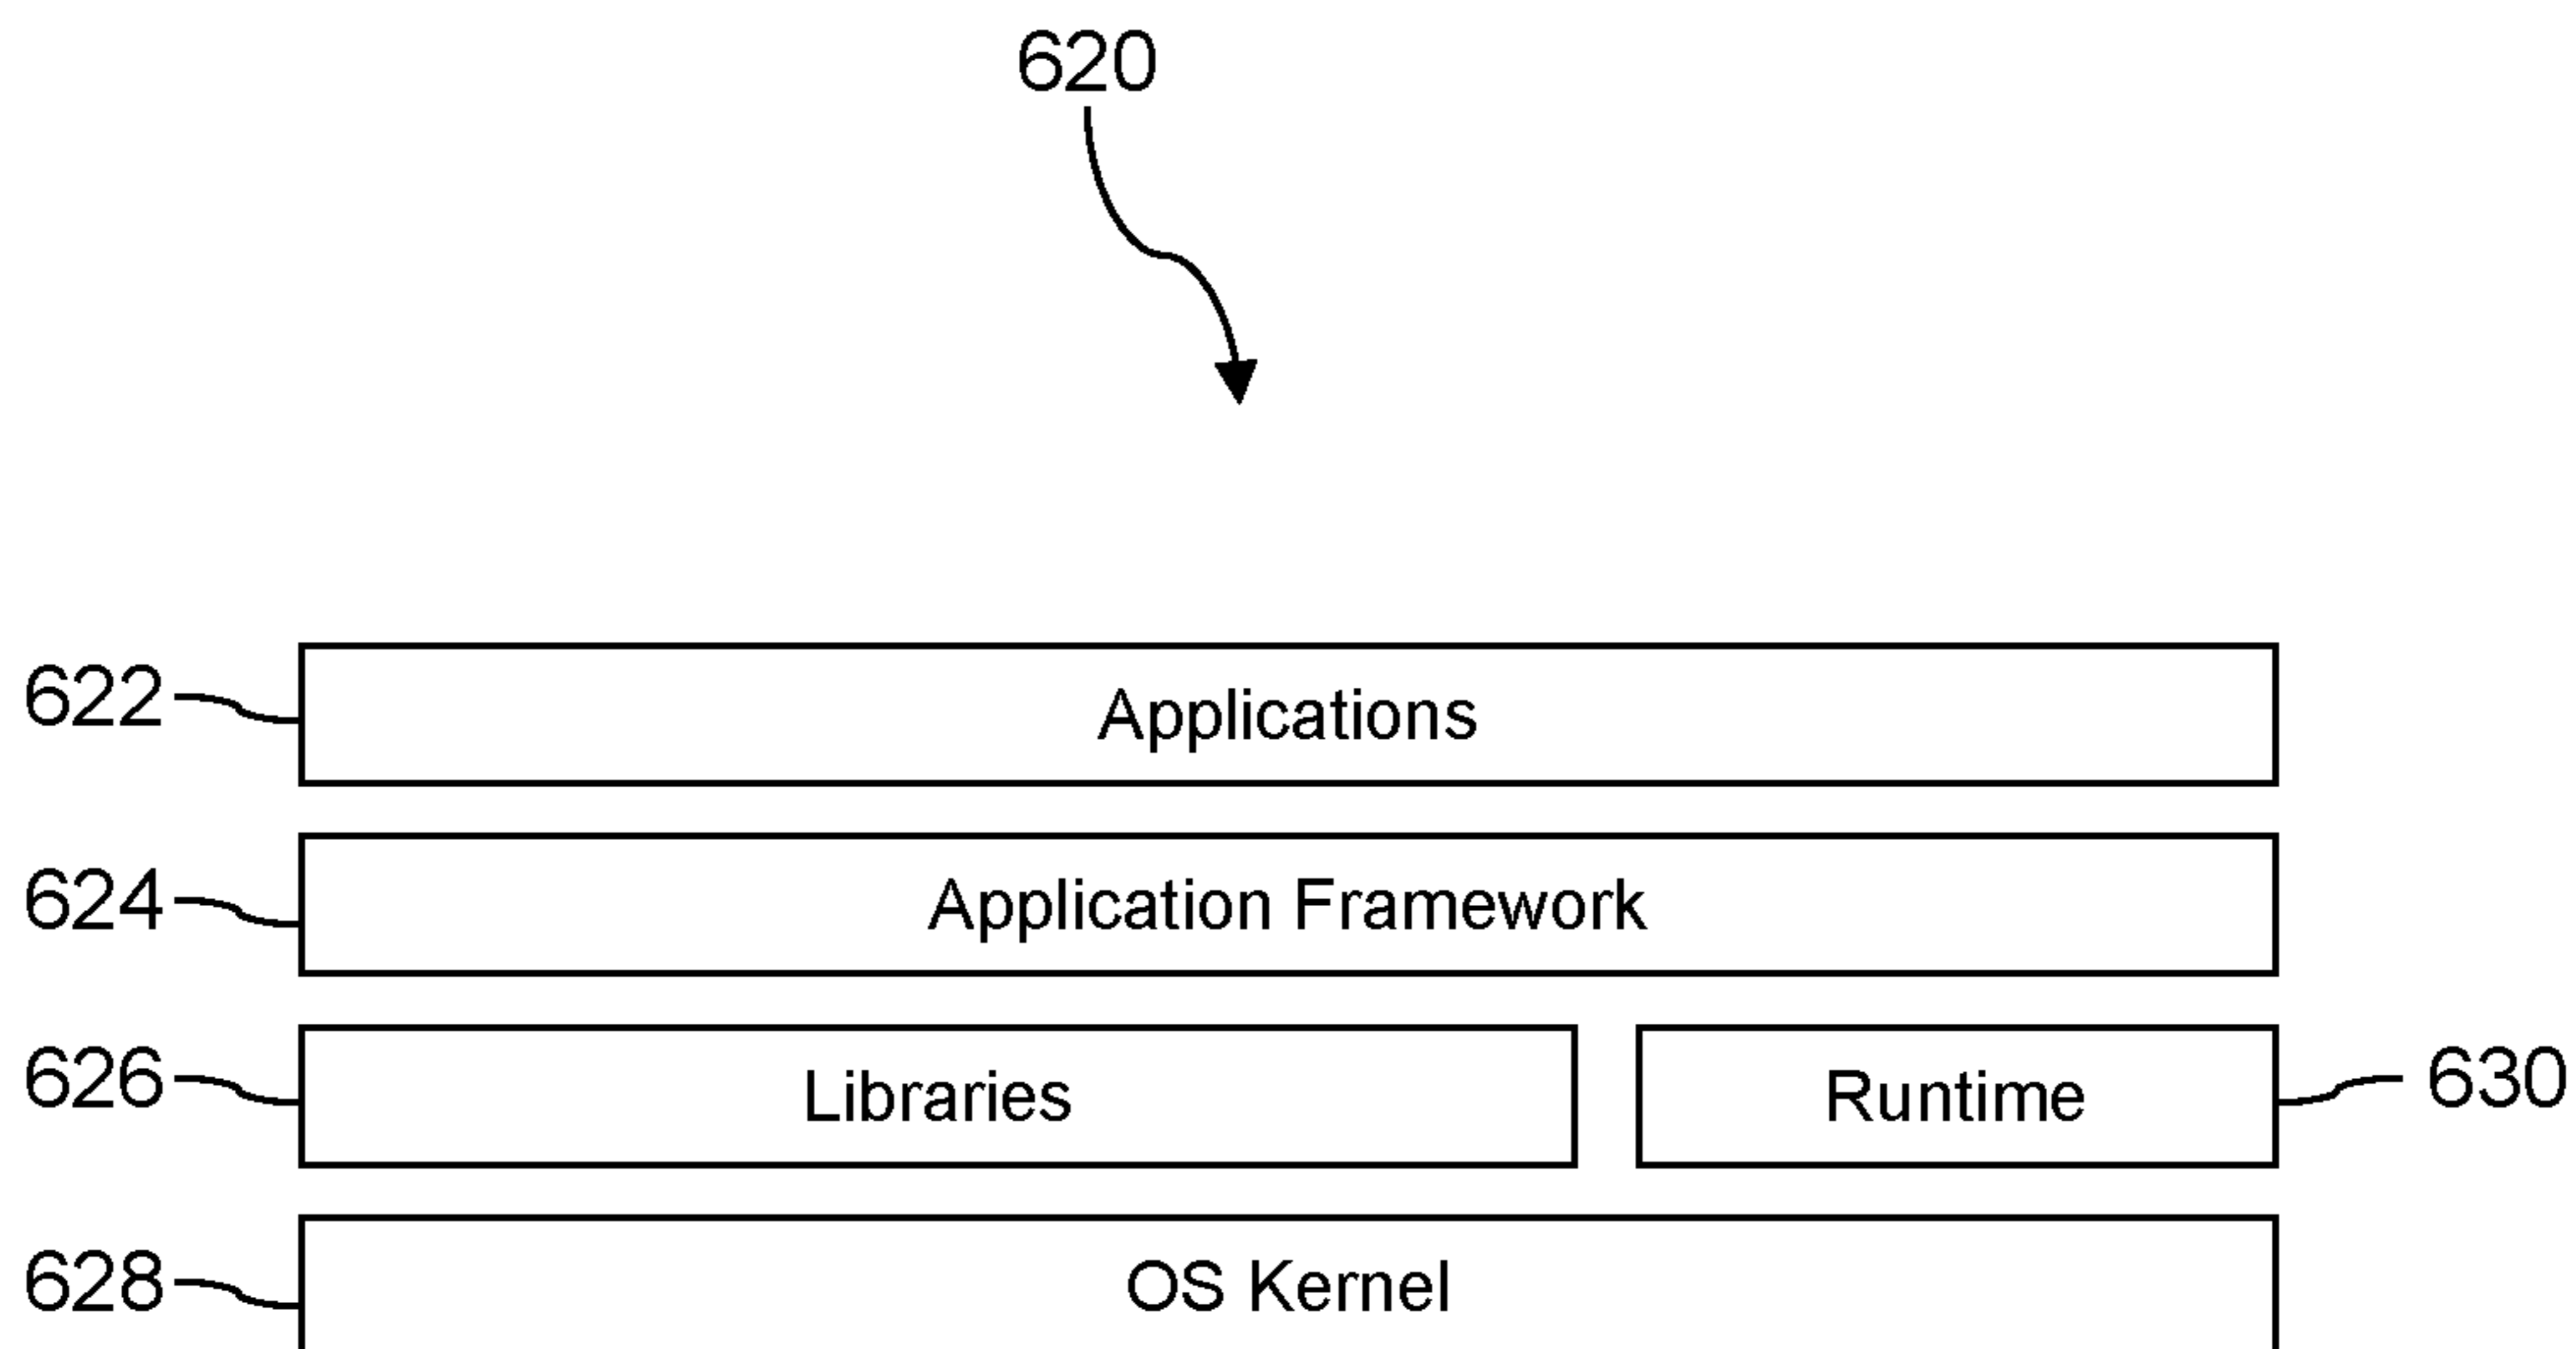 620
622 Applications
624 Application Framework
626 Libraries Runtime 630
628 OS Kernel